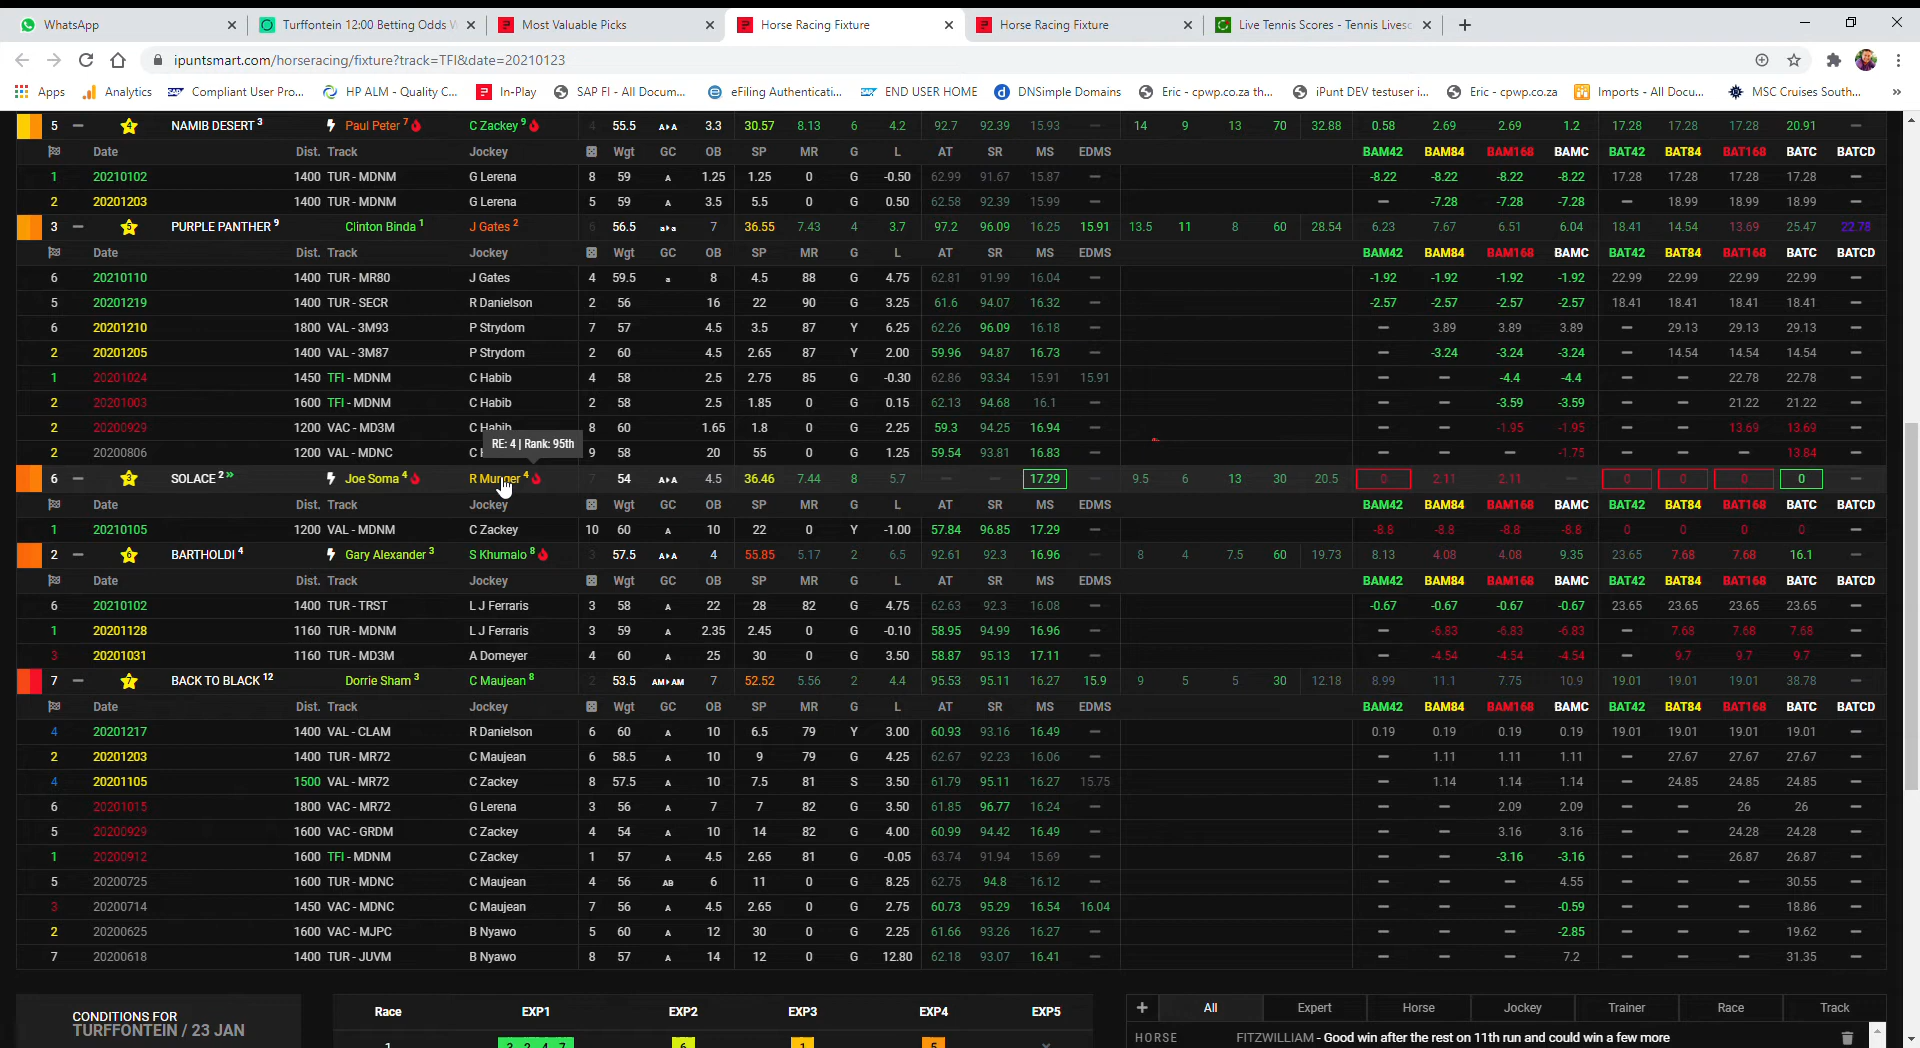 WhatsApp
Turffontein 12:00 Betting Odds
Most Valuable Picks
Horse Racing Fixture
Horse Racing Fixture
Live Tennis Scores - Tennis Livesc
ipuntsmart.com/horseracing/fixture?track=TFI&date=20210123
Apps Analytics Compliant User Pro... HP ALM - Quality C... In-Play SAP FI - All Docum... eFiling Authenticati... END USER HOME DNSimple Domains Eric - cpwp.co.za th... iPunt DEV testuser i... Eric - cpwp.co.za Imports - All Docu... MSC Cruises South... »
5 4 NAMIB DESERT 3 Paul Peter 7 C Zackey 9 4 55.5 A▸A 3.3 30.57 8.13 6 4.2 92.7 92.39 15.93 — 14 9 13 70 32.88 0.58 2.69 2.69 1.2 17.28 17.28 17.28 20.91 —
Date Dist. Track Jockey Wgt GC OB SP MR G L AT SR MS EDMS BAM42 BAM84 BAM168 BAMC BAT42 BAT84 BAT168 BATC BATCD
1 20210102 1400 TUR - MDNM G Lerena 8 59 A 1.25 1.25 0 G -0.50 62.99 91.67 15.87 — -8.22 -8.22 -8.22 -8.22 17.28 17.28 17.28 17.28 —
2 20201203 1400 TUR - MDNM G Lerena 5 59 A 3.5 5.5 0 G 0.50 62.58 92.39 15.99 — — -7.28 -7.28 -7.28 — 18.99 18.99 18.99 —
3 5 PURPLE PANTHER 9 Clinton Binda 1 J Gates 2 6 56.5 a▸a 7 36.55 7.43 4 3.7 97.2 96.09 16.25 15.91 13.5 11 8 60 28.54 6.23 7.67 6.51 6.04 18.41 14.54 13.69 25.47 22.78
Date Dist. Track Jockey Wgt GC OB SP MR G L AT SR MS EDMS BAM42 BAM84 BAM168 BAMC BAT42 BAT84 BAT168 BATC BATCD
6 20210110 1400 TUR - MR80 J Gates 4 59.5 a 8 4.5 88 G 4.75 62.81 91.99 16.04 — -1.92 -1.92 -1.92 -1.92 22.99 22.99 22.99 22.99 —
5 20201219 1400 TUR - SECR R Danielson 2 56 16 22 90 G 3.25 61.6 94.07 16.32 — -2.57 -2.57 -2.57 -2.57 18.41 18.41 18.41 18.41 —
6 20201210 1800 VAL - 3M93 P Strydom 7 57 4.5 3.5 87 Y 6.25 62.26 96.09 16.18 — — 3.89 3.89 3.89 — 29.13 29.13 29.13 —
2 20201205 1400 VAL - 3M87 P Strydom 2 60 4.5 2.65 87 Y 2.00 59.96 94.87 16.73 — — -3.24 -3.24 -3.24 — 14.54 14.54 14.54 —
1 20201024 1450 TFI - MDNM C Habib 4 58 2.5 2.75 85 G -0.30 62.86 93.34 15.91 15.91 — — -4.4 -4.4 — — 22.78 22.78 —
2 20201003 1600 TFI - MDNM C Habib 2 58 2.5 1.85 0 G 0.15 62.13 94.68 16.1 — — — -3.59 -3.59 — — 21.22 21.22 —
2 20200929 1200 VAC - MD3M C Habib 8 60 1.65 1.8 0 G 2.25 59.3 94.25 16.94 — — — -1.95 -1.95 — — 13.69 13.69 —
RE: 4 | Rank: 95th
2 20200806 1200 VAL - MDNC 9 58 20 55 0 G 1.25 59.54 93.81 16.83 — — — — -1.75 — — — 13.84 —
6 3 SOLACE 2 » Joe Soma 4 R Munger 4 7 54 A▸A 4.5 36.46 7.44 8 5.7 — — 17.29 — 9.5 6 13 30 20.5 0 2.11 2.11 — 0 0 0 0 —
Date Dist. Track Jockey Wgt GC OB SP MR G L AT SR MS EDMS BAM42 BAM84 BAM168 BAMC BAT42 BAT84 BAT168 BATC BATCD
1 20210105 1200 VAL - MDNM C Zackey 10 60 A 10 22 0 Y -1.00 57.84 96.85 17.29 — -8.8 -8.8 -8.8 -8.8 0 0 0 0 —
2 6 BARTHOLDI 4 Gary Alexander 3 S Khumalo 8 3 57.5 A▸A 4 55.85 5.17 2 6.5 92.61 92.3 16.96 — 8 4 7.5 60 19.73 8.13 4.08 4.08 9.35 23.65 7.68 7.68 16.1 —
Date Dist. Track Jockey Wgt GC OB SP MR G L AT SR MS EDMS BAM42 BAM84 BAM168 BAMC BAT42 BAT84 BAT168 BATC BATCD
6 20210102 1400 TUR - TRST L J Ferraris 3 58 A 22 28 82 G 4.75 62.63 92.3 16.08 — -0.67 -0.67 -0.67 -0.67 23.65 23.65 23.65 23.65 —
1 20201128 1160 TUR - MDNM L J Ferraris 3 59 A 2.35 2.45 0 G -0.10 58.95 94.99 16.96 — — -6.83 -6.83 -6.83 — 7.68 7.68 7.68 —
3 20201031 1160 TUR - MD3M A Domeyer 4 60 A 25 30 0 G 3.50 58.87 95.13 17.11 — — -4.54 -4.54 -4.54 — 9.7 9.7 9.7 —
7 7 BACK TO BLACK 12 Dorrie Sham 3 C Maujean 8 2 53.5 AM▸AM 7 52.52 5.56 2 4.4 95.53 95.11 16.27 15.9 9 5 5 30 12.18 8.99 11.1 7.75 10.9 19.01 19.01 19.01 38.78 —
Date Dist. Track Jockey Wgt GC OB SP MR G L AT SR MS EDMS BAM42 BAM84 BAM168 BAMC BAT42 BAT84 BAT168 BATC BATCD
4 20201217 1400 VAL - CLAM R Danielson 6 60 A 10 6.5 79 Y 3.00 60.93 93.16 16.49 — 0.19 0.19 0.19 0.19 19.01 19.01 19.01 19.01 —
2 20201203 1400 TUR - MR72 C Maujean 6 58.5 A 10 9 79 G 4.25 62.67 92.23 16.06 — — 1.11 1.11 1.11 — 27.67 27.67 27.67 —
4 20201105 1500 VAL - MR72 C Zackey 8 57.5 A 10 7.5 81 S 3.50 61.79 95.11 16.27 15.75 — 1.14 1.14 1.14 — 24.85 24.85 24.85 —
6 20201015 1800 VAC - MR72 G Lerena 3 56 A 7 7 82 G 3.50 61.85 96.77 16.24 — — — 2.09 2.09 — — 26 26 —
5 20200929 1600 VAC - GRDM C Zackey 4 54 A 10 14 82 G 4.00 60.99 94.42 16.49 — — — 3.16 3.16 — — 24.28 24.28 —
1 20200912 1600 TFI - MDNM C Zackey 1 57 A 4.5 2.65 81 G -0.05 63.74 91.94 15.69 — — — -3.16 -3.16 — — 26.87 26.87 —
5 20200725 1600 TUR - MDNC C Maujean 4 56 AB 6 11 0 G 8.25 62.75 94.8 16.12 — — — — 4.55 — — — 30.55 —
3 20200714 1450 VAC - MDNC C Maujean 7 56 A 4.5 2.65 0 G 2.75 60.73 95.29 16.54 16.04 — — — -0.59 — — — 18.86 —
2 20200625 1600 VAC - MJPC B Nyawo 5 60 A 12 30 0 G 2.25 61.66 93.26 16.27 — — — — -2.85 — — — 19.62 —
7 20200618 1400 TUR - JUVM B Nyawo 8 57 A 14 12 0 G 12.80 62.18 93.07 16.41 — — — — 7.2 — — — 31.35 —
CONDITIONS FOR
TURFFONTEIN / 23 JAN
Race EXP1 EXP2 EXP3 EXP4 EXP5
+ All Expert Horse Jockey Trainer Race Track
HORSE FITZWILLIAM - Good win after the rest on 11th run and could win a few more